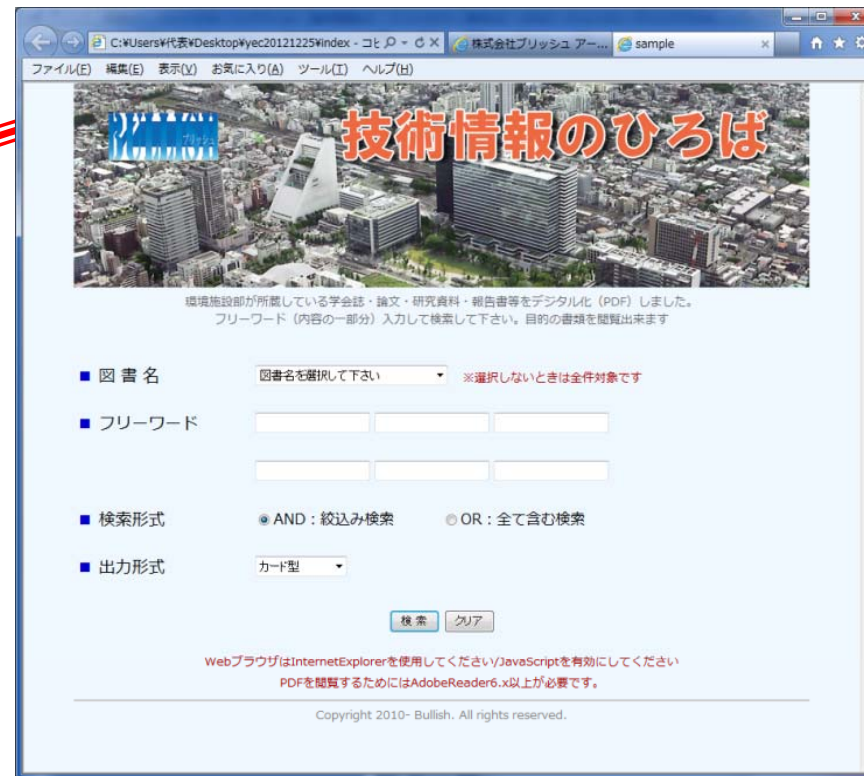 C:¥Users¥代表¥Desktop¥yec20121225¥index - コヒ
株式会社ブリッシュ アー...
sample
ファイル(F) 編集(E) 表示(V) お気に入り(A) ツール(T) ヘルプ(H)
ブリッシュ
技術情報のひろば
環境施設部が所蔵している学会誌・論文・研究資料・報告書等をデジタル化（PDF）しました。
フリーワード（内容の一部分）入力して検索して下さい。目的の書類を閲覧出来ます
■ 図 書 名 図書名を選択して下さい ※選択しないときは全件対象です
■ フリーワード
■ 検索形式 AND：絞込み検索 OR：全て含む検索
■ 出力形式 カード型
検 索 クリア
WebブラウザはInternetExplorerを使用してください/JavaScriptを有効にしてください
PDFを閲覧するためにはAdobeReader6.x以上が必要です。
Copyright 2010- Bullish. All rights reserved.